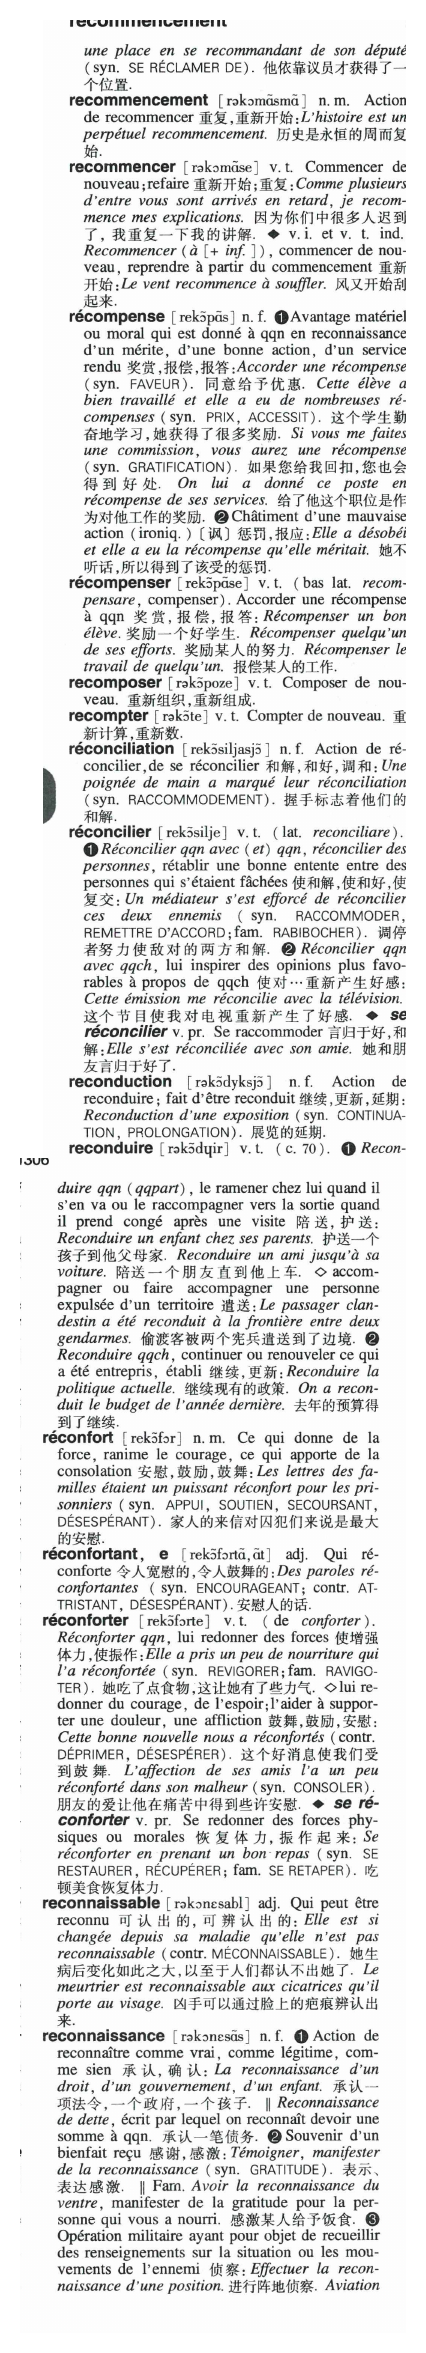 recommencement
une place en se recommandant de son député
(syn. SE RÉCLAMER DE). 他依靠议员才获得了一
个位置.
recommencement [rəkɔmɑ̃smɑ̃] n. m. Action
de recommencer 重复,重新开始:L'histoire est un
perpétuel recommencement. 历史是永恒的周而复
始.
recommencer [rəkɔmɑ̃se] v. t. Commencer de
nouveau;refaire 重新开始;重复:Comme plusieurs
d'entre vous sont arrivés en retard, je recom-
mence mes explications. 因为你们中很多人迟到
了, 我重复一下我的讲解. ◆ v. i. et v. t. ind.
Recommencer (à [+ inf.]), commencer de nou-
veau, reprendre à partir du commencement 重新
开始:Le vent recommence à souffler. 风又开始刮
起来.
récompense [rekɔ̃pɑ̃s] n. f. ❶Avantage matériel
ou moral qui est donné à qqn en reconnaissance
d'un mérite, d'une bonne action, d'un service
rendu 奖赏,报偿,报答:Accorder une récompense
(syn. FAVEUR). 同意给予优惠. Cette élève a
bien travaillé et elle a eu de nombreuses ré-
compenses (syn. PRIX, ACCESSIT). 这个学生勤
奋地学习,她获得了很多奖励. Si vous me faites
une commission, vous aurez une récompense
(syn. GRATIFICATION). 如果您给我回扣,您也会
得到好处. On lui a donné ce poste en
récompense de ses services. 给了他这个职位是作
为对他工作的奖励. ❷Châtiment d'une mauvaise
action (ironiq.) 〔讽〕惩罚,报应:Elle a désobéi
et elle a eu la récompense qu'elle méritait. 她不
听话,所以得到了该受的惩罚.
récompenser [rekɔ̃pɑ̃se] v. t. (bas lat. recom-
pensare, compenser). Accorder une récompense
à qqn 奖赏, 报偿, 报答: Récompenser un bon
élève. 奖励一个好学生. Récompenser quelqu'un
de ses efforts. 奖励某人的努力. Récompenser le
travail de quelqu'un. 报偿某人的工作.
recomposer [rəkɔ̃poze] v. t. Composer de nou-
veau. 重新组织,重新组成.
recompter [rəkɔ̃te] v. t. Compter de nouveau. 重
新计算,重新数.
réconciliation [rekɔ̃siljasjɔ̃] n. f. Action de ré-
concilier,de se réconcilier 和解,和好,调和:Une
poignée de main a marqué leur réconciliation
(syn. RACCOMMODEMENT). 握手标志着他们的
和解.
réconcilier [rekɔ̃silje] v. t. (lat. reconciliare).
❶Réconcilier qqn avec (et) qqn, réconcilier des
personnes, rétablir une bonne entente entre des
personnes qui s'étaient fâchées 使和解,使和好,使
复交: Un médiateur s'est efforcé de réconcilier
ces deux ennemis (syn. RACCOMMODER,
REMETTRE D'ACCORD;fam. RABIBOCHER). 调停
者努力使敌对的两方和解. ❷ Réconcilier qqn
avec qqch, lui inspirer des opinions plus favo-
rables à propos de qqch 使对…重新产生好感:
Cette émission me réconcilie avec la télévision.
这个节目使我对电视重新产生了好感. ◆ se
réconcilier v. pr. Se raccommoder 言归于好,和
解:Elle s'est réconciliée avec son amie. 她和朋
友言归于好了.
reconduction [rəkɔ̃dyksjɔ̃] n. f. Action de
reconduire; fait d'être reconduit 继续,更新,延期:
Reconduction d'une exposition (syn. CONTINUA-
TION, PROLONGATION). 展览的延期.
reconduire [rəkɔ̃dɥir] v. t. (c. 70). ❶ Recon-
1306
duire qqn (qqpart), le ramener chez lui quand il
s'en va ou le raccompagner vers la sortie quand
il prend congé après une visite 陪送, 护送:
Reconduire un enfant chez ses parents. 护送一个
孩子到他父母家. Reconduire un ami jusqu'à sa
voiture. 陪送一个朋友直到他上车. ◇ accom-
pagner ou faire accompagner une personne
expulsée d'un territoire 遣送:Le passager clan-
destin a été reconduit à la frontière entre deux
gendarmes. 偷渡客被两个宪兵遣送到了边境. ❷
Reconduire qqch, continuer ou renouveler ce qui
a été entrepris, établi 继续,更新:Reconduire la
politique actuelle. 继续现有的政策. On a recon-
duit le budget de l'année dernière. 去年的预算得
到了继续.
réconfort [rekɔ̃fɔr] n. m. Ce qui donne de la
force, ranime le courage, ce qui apporte de la
consolation 安慰,鼓励,鼓舞:Les lettres des fa-
milles étaient un puissant réconfort pour les pri-
sonniers (syn. APPUI, SOUTIEN, SECOURSANT,
DÉSESPÉRANT). 家人的来信对囚犯们来说是最大
的安慰.
réconfortant, e [rekɔ̃fɔrtɑ̃,ɑ̃t] adj. Qui ré-
conforte 令人宽慰的,令人鼓舞的:Des paroles ré-
confortantes (syn. ENCOURAGEANT; contr. AT-
TRISTANT, DÉSESPÉRANT).安慰人的话.
réconforter [rekɔ̃fɔrte] v. t. (de conforter).
Réconforter qqn, lui redonner des forces 使增强
体力,使振作:Elle a pris un peu de nourriture qui
l'a réconfortée (syn. REVIGORER;fam. RAVIGO-
TER). 她吃了点食物,这让她有了些力气. ◇lui re-
donner du courage, de l'espoir;l'aider à suppor-
ter une douleur, une affliction 鼓舞,鼓励,安慰:
Cette bonne nouvelle nous a réconfortés (contr.
DÉPRIMER, DÉSESPÉRER). 这个好消息使我们受
到鼓舞. L'affection de ses amis l'a un peu
réconforté dans son malheur (syn. CONSOLER).
朋友的爱让他在痛苦中得到些许安慰. ◆ se ré-
conforter v. pr. Se redonner des forces phy-
siques ou morales 恢复体力, 振作起来: Se
réconforter en prenant un bon repas (syn. SE
RESTAURER, RÉCUPÉRER; fam. SE RETAPER). 吃
顿美食恢复体力.
reconnaissable [rəkɔnɛsabl] adj. Qui peut être
reconnu 可认出的, 可辨认出的: Elle est si
changée depuis sa maladie qu'elle n'est pas
reconnaissable (contr. MÉCONNAISSABLE). 她生
病后变化如此之大,以至于人们都认不出她了. Le
meurtrier est reconnaissable aux cicatrices qu'il
porte au visage. 凶手可以通过脸上的疤痕辨认出
来.
reconnaissance [rəkɔnɛsɑ̃s] n. f. ❶ Action de
reconnaître comme vrai, comme légitime, com-
me sien 承认, 确认: La reconnaissance d'un
droit, d'un gouvernement, d'un enfant. 承认一
项法令,一个政府,一个孩子. ‖ Reconnaissance
de dette, écrit par lequel on reconnaît devoir une
somme à qqn. 承认一笔债务. ❷ Souvenir d'un
bienfait reçu 感谢,感激: Témoigner, manifester
de la reconnaissance (syn. GRATITUDE). 表示、
表达感激. ‖ Fam. Avoir la reconnaissance du
ventre, manifester de la gratitude pour la per-
sonne qui vous a nourri. 感激某人给予饭食. ❸
Opération militaire ayant pour objet de recueillir
des renseignements sur la situation ou les mou-
vements de l'ennemi 侦察: Effectuer la recon-
naissance d'une position. 进行阵地侦察. Aviation